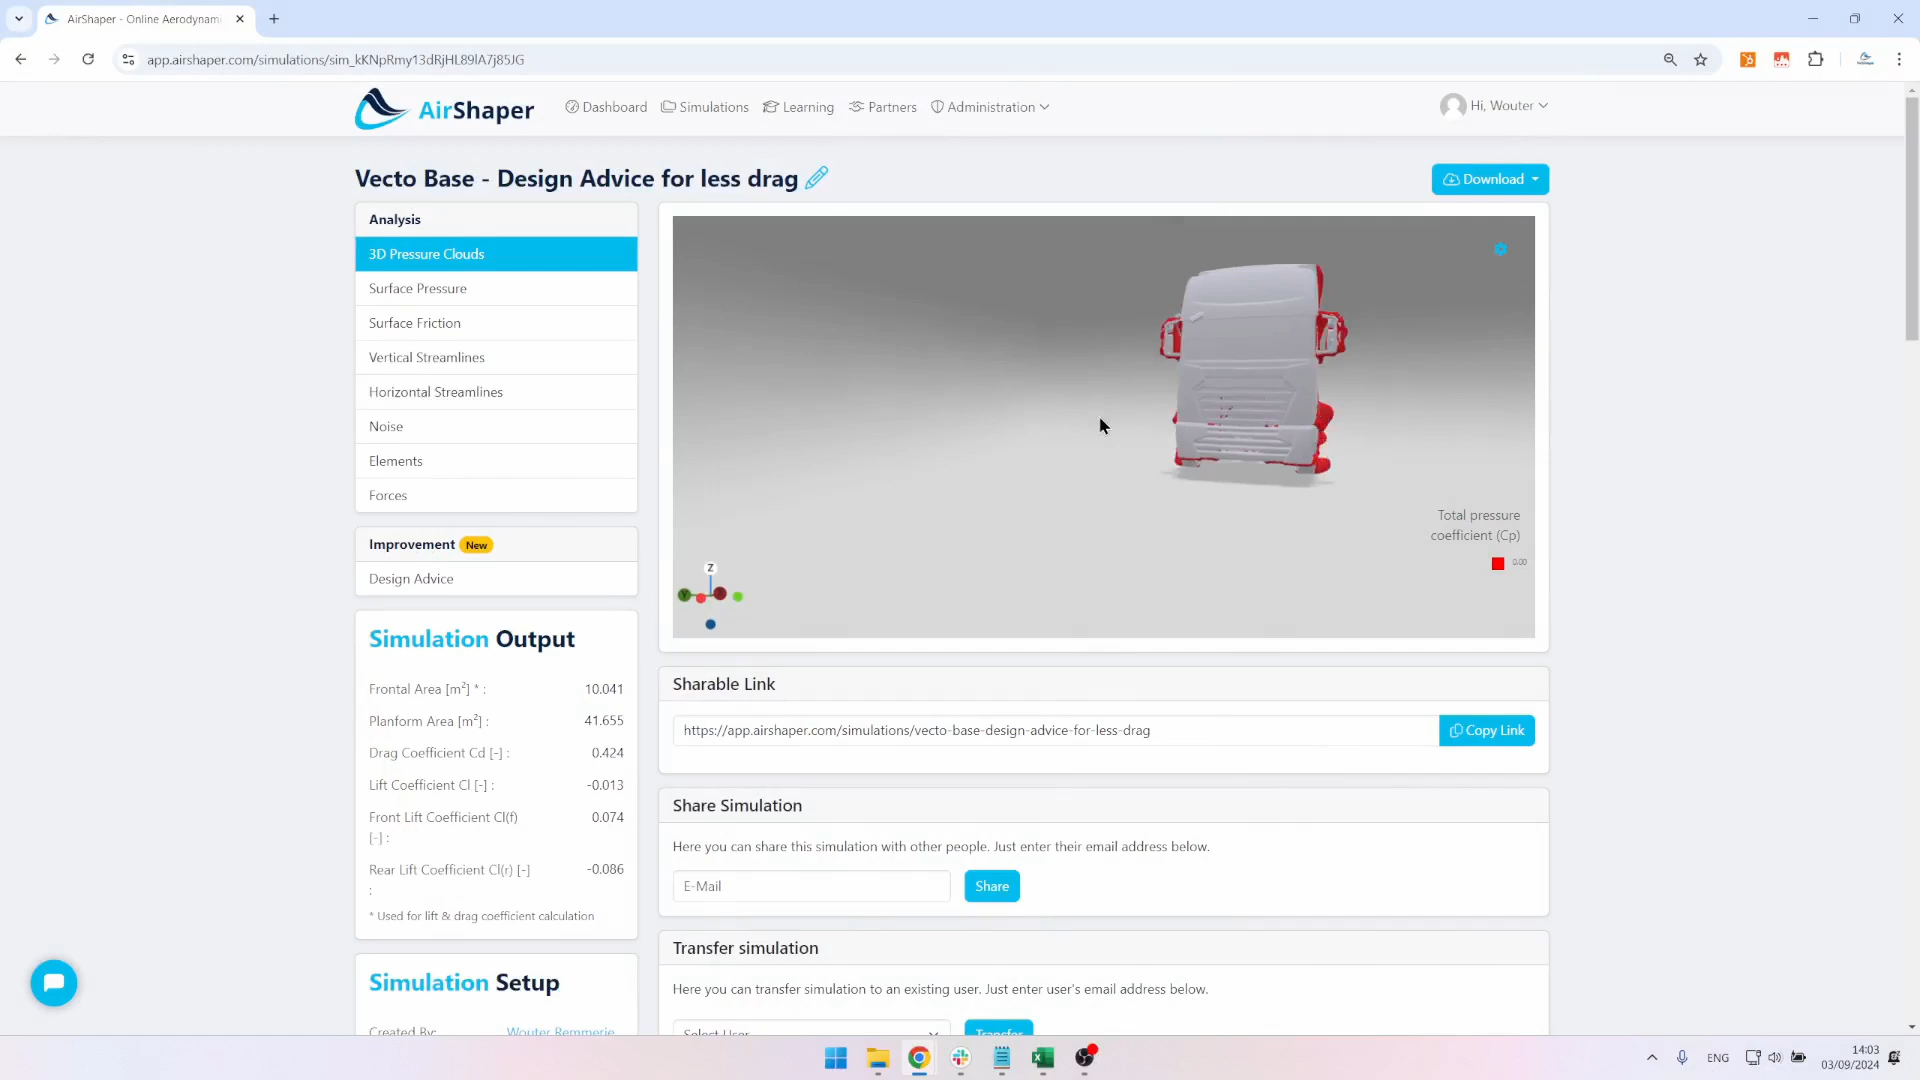 AirShaper - Online Aerodynam
app.airshaper.com/simulations/sim_kKNpRmy13dRjHL89lA7j85JG
AirShaper
Dashboard
Simulations
Learning
Partners
Administration
Hi, Wouter
Vecto Base - Design Advice for less drag
Download
Analysis
3D Pressure Clouds
Surface Pressure
Surface Friction
Vertical Streamlines
Horizontal Streamlines
Noise
Elements
Forces
Improvement New
Design Advice
Simulation Output
Frontal Area [m²] * : 10.041
Planform Area [m²] : 41.655
Drag Coefficient Cd [-] : 0.424
Lift Coefficient Cl [-] : -0.013
Front Lift Coefficient Cl(f) 0.074
[-] :
Rear Lift Coefficient Cl(r) [-] -0.086
:
* Used for lift & drag coefficient calculation
Simulation Setup
Created By: Wouter Remmerie
Total pressure
coefficient (Cp)
0.00
Z
Y
Sharable Link
https://app.airshaper.com/simulations/vecto-base-design-advice-for-less-drag
Copy Link
Share Simulation
Here you can share this simulation with other people. Just enter their email address below.
E-Mail
Share
Transfer simulation
Here you can transfer simulation to an existing user. Just enter user's email address below.
Select User
Transfer
ENG
14:03
03/09/2024